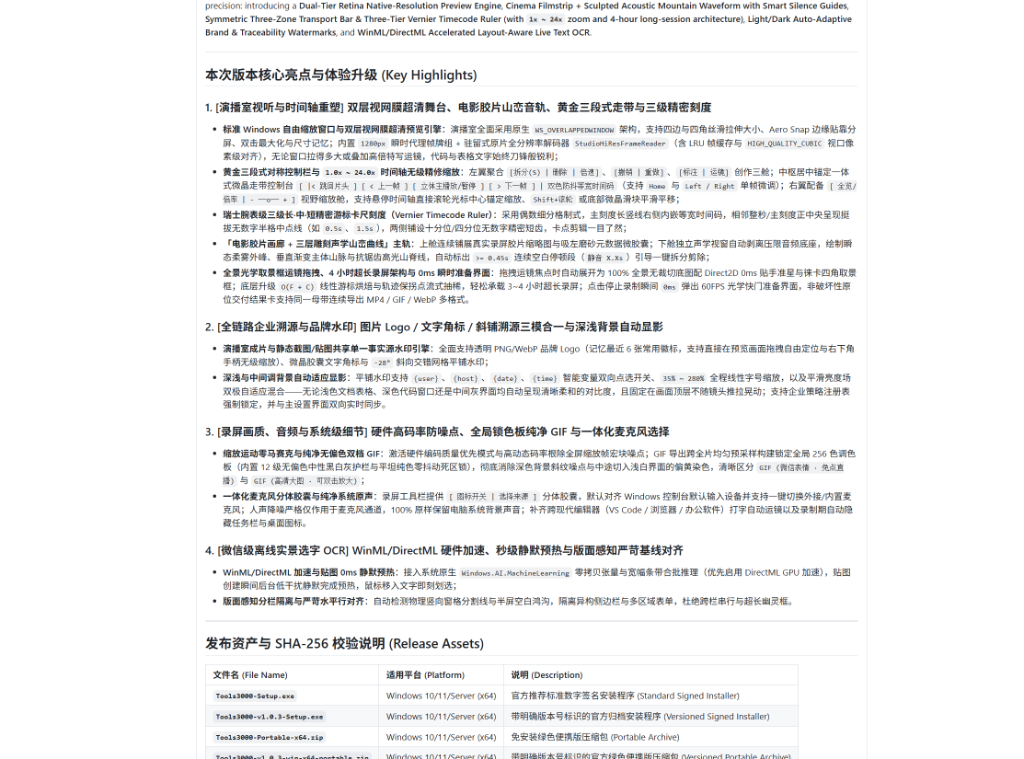 precision: introducing a Dual-Tier Retina Native-Resolution Preview Engine, Cinema Filmstrip + Sculpted Acoustic Mountain Waveform with Smart Silence Guides,
Symmetric Three-Zone Transport Bar & Three-Tier Vernier Timecode Ruler (with 1x ~ 24x zoom and 4-hour long-session architecture), Light/Dark Auto-Adaptive
Brand & Traceability Watermarks, and WinML/DirectML Accelerated Layout-Aware Live Text OCR.
本次版本核心亮点与体验升级 (Key Highlights)
1. [演播室视听与时间轴重塑] 双层视网膜超清舞台、电影胶片山峦音轨、黄金三段式走带与三级精密刻度
• 标准 Windows 自由缩放窗口与双层视网膜超清预览引擎：演播室全面采用原生 WS_OVERLAPPEDWINDOW 架构，支持四边与四角丝滑拉伸大小、Aero Snap 边缘贴靠分
屏、双击最大化与尺寸记忆；内置 1280px 瞬时代理帧牌组 + 驻留式原片全分辨率解码器 StudioHiResFrameReader（含 LRU 帧缓存与 HIGH_QUALITY_CUBIC 视口像
素级对齐），无论窗口拉得多大或叠加高倍特写运镜，代码与表格文字始终刀锋般锐利；
• 黄金三段式对称控制栏与 1.0x ~ 24.0x 时间轴无级精修缩放：左翼聚合 [拆分(S) | 删除 | 倍速]、[撤销 | 重做]、[标注 | 运镜] 创作三舱；中枢居中锚定一体
式微晶走带控制台 [ |< 跳回片头 ] [ < 上一帧 ] [ 立体主播放/暂停 ] [ > 下一帧 ] | 双色防抖等宽时间码（支持 Home 与 Left / Right 单帧微调）；右翼配备 [ 全览/
倍率 | - ──○── + ] 视野缩放舱，支持悬停时间轴直接滚轮光标中心锚定缩放、Shift+滚轮 或底部微晶滑块平滑平移；
• 瑞士腕表级三级长·中·短精密游标卡尺刻度（Vernier Timecode Ruler）：采用偶数细分格制式，主刻度长竖线右侧内嵌等宽时间码，相邻整秒/主刻度正中央呈现挺
拔无数字半格中点线（如 0.5s 、1.5s），两侧铺设十分位/四分位无数字精密短齿，卡点剪辑一目了然；
• 「电影胶片画廊 + 三层雕刻声学山峦曲线」主轨：上舱连续铺展真实录屏胶片缩略图与吸左磨砂元数据微胶囊；下舱独立声学视窗自动剥离压限音频底座，绘制瞬
态柔雾外峰、垂直渐变主体山脉与抗锯齿高光山脊线，自动标出 >= 0.45s 连续空白停顿段（静音 X.Xs）引导一键拆分剪除；
• 全景光学取景框运镜拖拽、4 小时超长录屏架构与 0ms 瞬时准备界面：拖拽运镜焦点时自动展开为 100% 全景无裁切底图配 Direct2D 0ms 贴手准星与徕卡四角取景
框；底层升级 O(F + C) 线性游标烘焙与轨迹保拐点流式抽稀，轻松承载 3~4 小时超长录屏；点击停止录制瞬间 0ms 弹出 60FPS 光学快门准备界面，非破坏性原
位交付结果卡支持同一母带连续导出 MP4 / GIF / WebP 多格式。
2. [全链路企业溯源与品牌水印] 图片 Logo / 文字角标 / 斜铺溯源三模合一与深浅背景自动显影
• 演播室成片与静态截图/贴图共享单一事实源水印引擎：全面支持透明 PNG/WebP 品牌 Logo（记忆最近 6 张常用徽标，支持直接在预览画面拖拽自由定位与右下角
手柄无级缩放）、微晶胶囊文字角标与 -28° 斜向交错网格平铺水印；
• 深浅与中间调背景自动适应显影：平铺水印支持 {user}、{host}、{date}、{time} 智能变量双向点选开关、35% ~ 280% 全程线性字号缩放，以及平滑亮度场
双极自适应混合——无论浅色文档表格、深色代码窗口还是中间灰界面均自动呈现清晰柔和的对比度，且固定在画面顶层不随镜头推拉晃动；支持企业策略注册表
强制锁定，并与主设置界面双向实时同步。
3. [录屏画质、音频与系统级细节] 硬件高码率防噪点、全局锁色板纯净 GIF 与一体化麦克风选择
• 缩放运动零马赛克与纯净无偏色双档 GIF：激活硬件编码质量优先模式与高动态码率根除全屏缩放帧宏块噪点；GIF 导出跨全片均匀预采样构建锁定全局 256 色调色
板（内置 12 级无偏色中性黑白灰护栏与平坦纯色零抖动死区锁），彻底消除深色背景斜纹噪点与中途切入浅白界面的偏黄染色，清晰区分 GIF (微信表情 · 免点直
播) 与 GIF (高清大图 · 可双击放大)；
• 一体化麦克风分体胶囊与纯净系统原声：录屏工具栏提供 [ 图标开关 | 选择来源 ] 分体胶囊，默认对齐 Windows 控制台默认输入设备并支持一键切换外接/内置麦
克风；人声降噪严格仅作用于麦克风通道，100% 原样保留电脑系统背景声音；补齐跨现代编辑器（VS Code / 浏览器 / 办公软件）打字自动运镜以及录制期自动隐
藏任务栏与桌面图标。
4. [微信级离线实景选字 OCR] WinML/DirectML 硬件加速、秒级静默预热与版面感知严苛基线对齐
• WinML/DirectML 加速与贴图 0ms 静默预热：接入系统原生 Windows.AI.MachineLearning 零拷贝张量与宽幅条带合批推理（优先启用 DirectML GPU 加速），贴图
创建瞬间后台低干扰静默完成预热，鼠标移入文字即刻划选；
• 版面感知分栏隔离与严苛水平行对齐：自动检测物理竖向窗格分割线与半屏空白鸿沟，隔离异构侧边栏与多区域表单，杜绝跨栏串行与超长幽灵框。
发布资产与 SHA-256 校验说明 (Release Assets)
文件名 (File Name) 适用平台 (Platform) 说明 (Description)
Tools3000-Setup.exe Windows 10/11/Server (x64) 官方推荐标准数字签名安装程序 (Standard Signed Installer)
Tools3000-v1.0.3-Setup.exe Windows 10/11/Server (x64) 带明确版本号标识的官方归档安装程序 (Versioned Signed Installer)
Tools3000-Portable-x64.zip Windows 10/11/Server (x64) 免安装绿色便携版压缩包 (Portable Archive)
Tools3000-v1.0.3-win-x64-portable.zip Windows 10/11/Server (x64) 带明确版本号标识的官方绿色便携版压缩包 (Versioned Portable Archive)